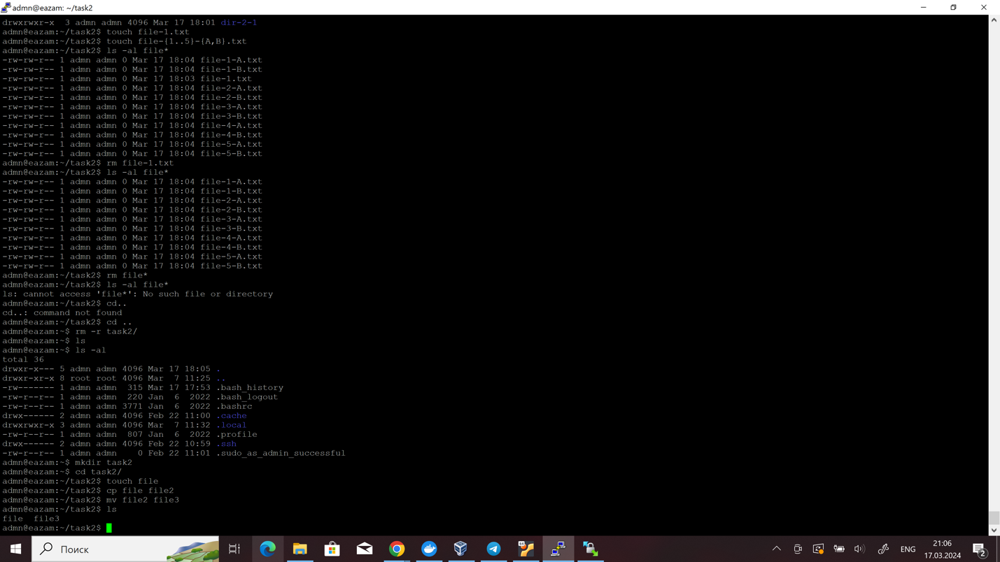 admn@eazam: ~/task2
drwxrwxr-x  3 admn admn 4096 Mar 17 18:01 dir-2-1
admn@eazam:~/task2$ touch file-1.txt
admn@eazam:~/task2$ touch file-{1..5}-{A,B}.txt
admn@eazam:~/task2$ ls -al file*
-rw-rw-r-- 1 admn admn 0 Mar 17 18:04 file-1-A.txt
-rw-rw-r-- 1 admn admn 0 Mar 17 18:04 file-1-B.txt
-rw-rw-r-- 1 admn admn 0 Mar 17 18:03 file-1.txt
-rw-rw-r-- 1 admn admn 0 Mar 17 18:04 file-2-A.txt
-rw-rw-r-- 1 admn admn 0 Mar 17 18:04 file-2-B.txt
-rw-rw-r-- 1 admn admn 0 Mar 17 18:04 file-3-A.txt
-rw-rw-r-- 1 admn admn 0 Mar 17 18:04 file-3-B.txt
-rw-rw-r-- 1 admn admn 0 Mar 17 18:04 file-4-A.txt
-rw-rw-r-- 1 admn admn 0 Mar 17 18:04 file-4-B.txt
-rw-rw-r-- 1 admn admn 0 Mar 17 18:04 file-5-A.txt
-rw-rw-r-- 1 admn admn 0 Mar 17 18:04 file-5-B.txt
admn@eazam:~/task2$ rm file-1.txt
admn@eazam:~/task2$ ls -al file*
-rw-rw-r-- 1 admn admn 0 Mar 17 18:04 file-1-A.txt
-rw-rw-r-- 1 admn admn 0 Mar 17 18:04 file-1-B.txt
-rw-rw-r-- 1 admn admn 0 Mar 17 18:04 file-2-A.txt
-rw-rw-r-- 1 admn admn 0 Mar 17 18:04 file-2-B.txt
-rw-rw-r-- 1 admn admn 0 Mar 17 18:04 file-3-A.txt
-rw-rw-r-- 1 admn admn 0 Mar 17 18:04 file-3-B.txt
-rw-rw-r-- 1 admn admn 0 Mar 17 18:04 file-4-A.txt
-rw-rw-r-- 1 admn admn 0 Mar 17 18:04 file-4-B.txt
-rw-rw-r-- 1 admn admn 0 Mar 17 18:04 file-5-A.txt
-rw-rw-r-- 1 admn admn 0 Mar 17 18:04 file-5-B.txt
admn@eazam:~/task2$ rm file*
admn@eazam:~/task2$ ls -al file*
ls: cannot access 'file*': No such file or directory
admn@eazam:~/task2$ cd..
cd..: command not found
admn@eazam:~/task2$ cd ..
admn@eazam:~$ rm -r task2/
admn@eazam:~$ ls
admn@eazam:~$ ls -al
total 36
drwxr-x--- 5 admn admn 4096 Mar 17 18:05 .
drwxr-xr-x 8 root root 4096 Mar  7 11:25 ..
-rw------- 1 admn admn  315 Mar 17 17:53 .bash_history
-rw-r--r-- 1 admn admn  220 Jan  6  2022 .bash_logout
-rw-r--r-- 1 admn admn 3771 Jan  6  2022 .bashrc
drwx------ 2 admn admn 4096 Feb 22 11:00 .cache
drwxrwxr-x 3 admn admn 4096 Mar  7 11:32 .local
-rw-r--r-- 1 admn admn  807 Jan  6  2022 .profile
drwx------ 2 admn admn 4096 Feb 22 10:59 .ssh
-rw-r--r-- 1 admn admn    0 Feb 22 11:01 .sudo_as_admin_successful
admn@eazam:~$ mkdir task2
admn@eazam:~$ cd task2/
admn@eazam:~/task2$ touch file
admn@eazam:~/task2$ cp file file2
admn@eazam:~/task2$ mv file2 file3
admn@eazam:~/task2$ ls
file  file3
admn@eazam:~/task2$
Поиск
64
ENG
21:06
17.03.2024
2